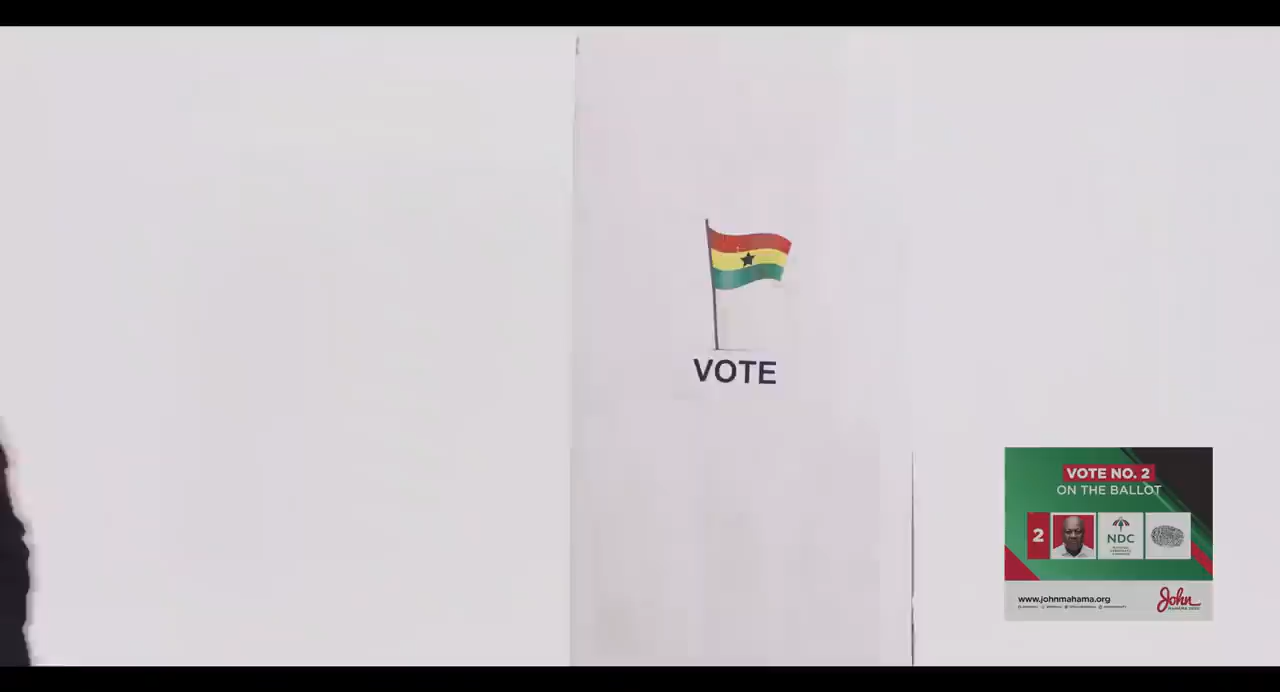 VOTE
VOTE NO. 2
ON THE BALLOT
2
NDC
www.johnmahama.org
John